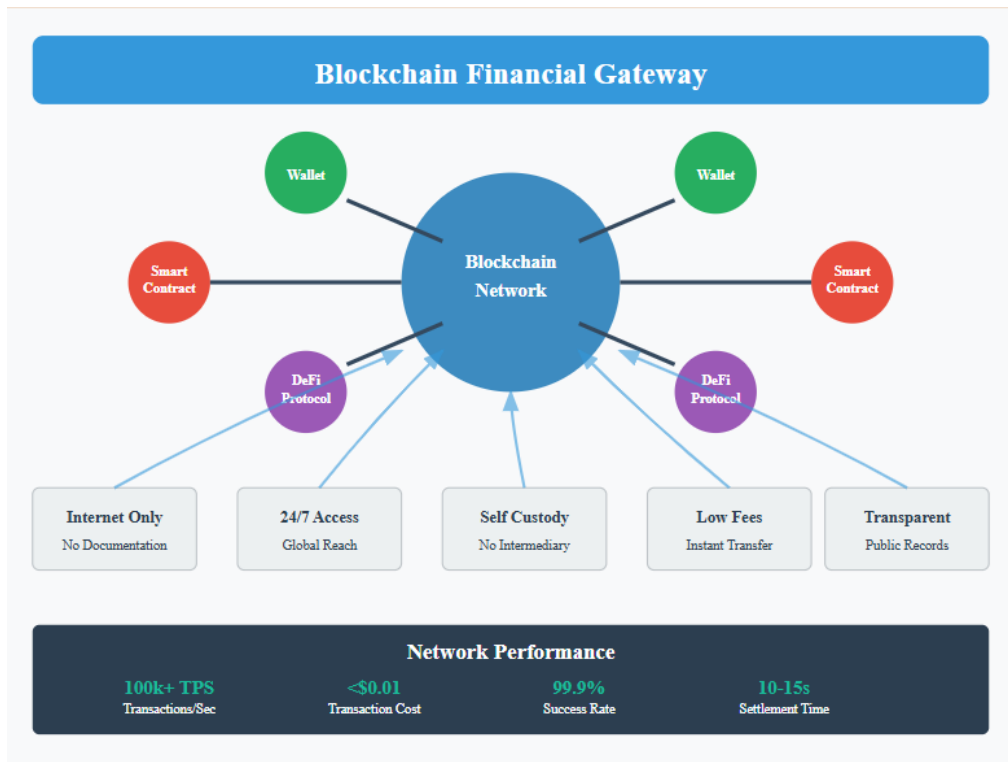 Blockchain Financial Gateway
Wallet
Wallet
Blockchain
Network
Smart
Contract
Smart
Contract
DeFi
Protocol
DeFi
Protocol
Internet Only
No Documentation
24/7 Access
Global Reach
Self Custody
No Intermediary
Low Fees
Instant Transfer
Transparent
Public Records
Network Performance
100k+ TPS
Transactions/Sec
<$0.01
Transaction Cost
99.9%
Success Rate
10-15s
Settlement Time